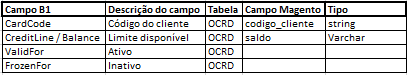 Campo B1 Descrição do campo Tabela Campo Magento Tipo
CardCode Código do cliente OCRD codigo_cliente string
CreditLine / Balance Limite disponível OCRD saldo Varchar
ValidFor Ativo OCRD
FrozenFor Inativo OCRD